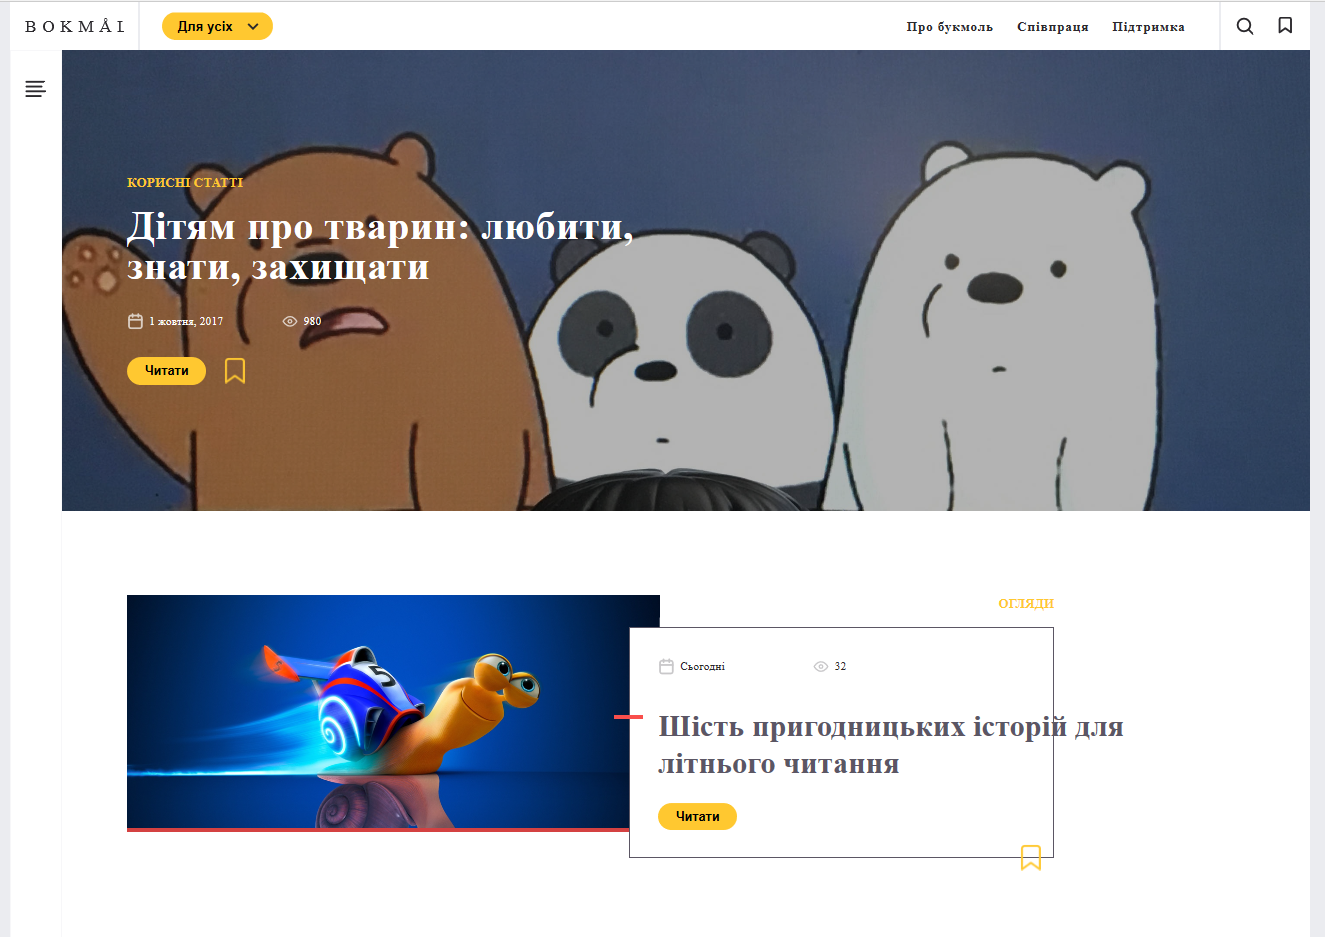 BOKMÅL
Для усіх
Про букмоль
Співпраця
Підтримка
КОРИСНІ СТАТТІ
Дітям про тварин: любити,
знати, захищати
1 жовтня, 2017
980
Читати
ОГЛЯДИ
5
Сьогодні
32
Шість пригодницьких історій для
літнього читання
Читати